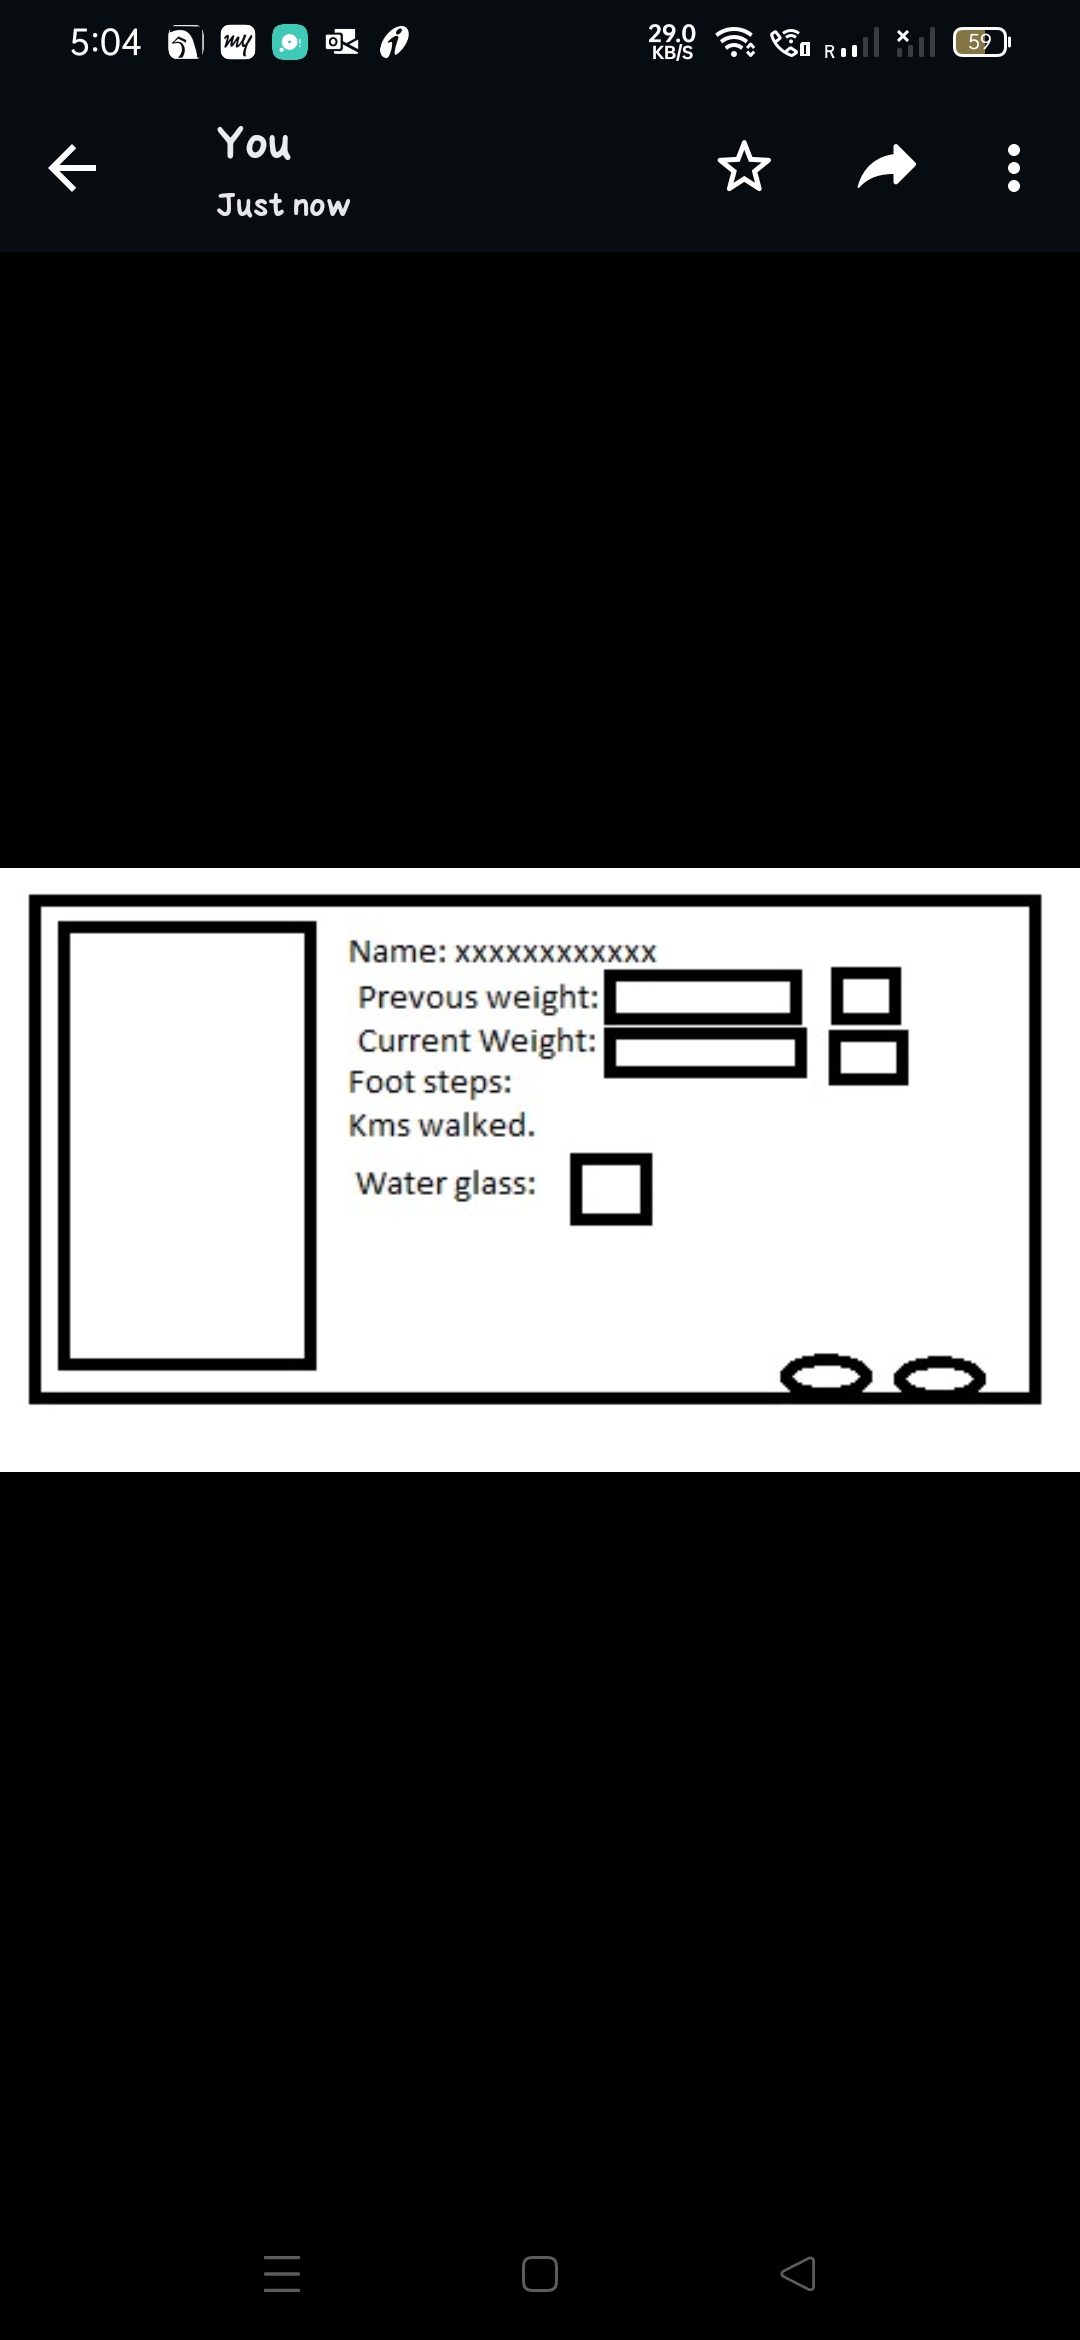 5:04
my
29.0
KB/S
R
59
You
Just now
Name: xxxxxxxxxxxx
Prevous weight:
Current Weight:
Foot steps:
Kms walked.
Water glass: